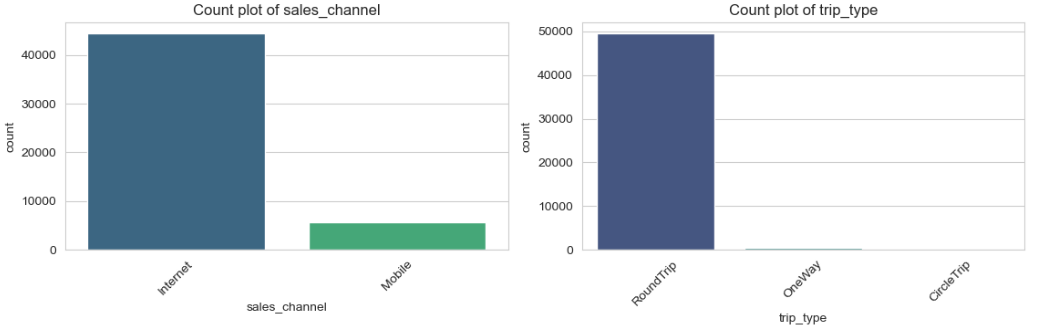 Count plot of sales_channel
40000
30000
20000
10000
0
count
Internet
Mobile
sales_channel
Count plot of trip_type
50000
40000
30000
20000
10000
0
count
RoundTrip
OneWay
CircleTrip
trip_type